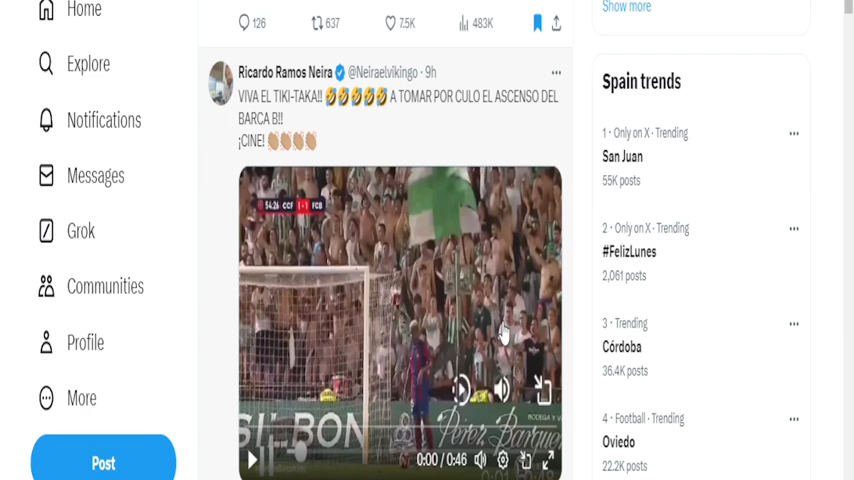 Home
Explore
Notifications
Messages
Grok
Communities
Profile
More
Post
126
637
7.5K
483K
Ricardo Ramos Neira @Neiraelvikingo · 9h
VIVA EL TIKI-TAKA!! 🤣🤣🤣🤣🤣 A TOMAR POR CULO EL ASCENSO DEL
BARCA B!!
¡CINE! 👏🏽👏🏽👏🏽👏🏽
54:26 CCF 1-1 FCB
BODEGA Y
Pérez Barquero
0:00 / 0:46
Show more
Spain trends
1 · Only on X · Trending
San Juan
55K posts
2 · Only on X · Trending
#FelizLunes
2,061 posts
3 · Trending
Córdoba
36.4K posts
4 · Football · Trending
Oviedo
22.2K posts